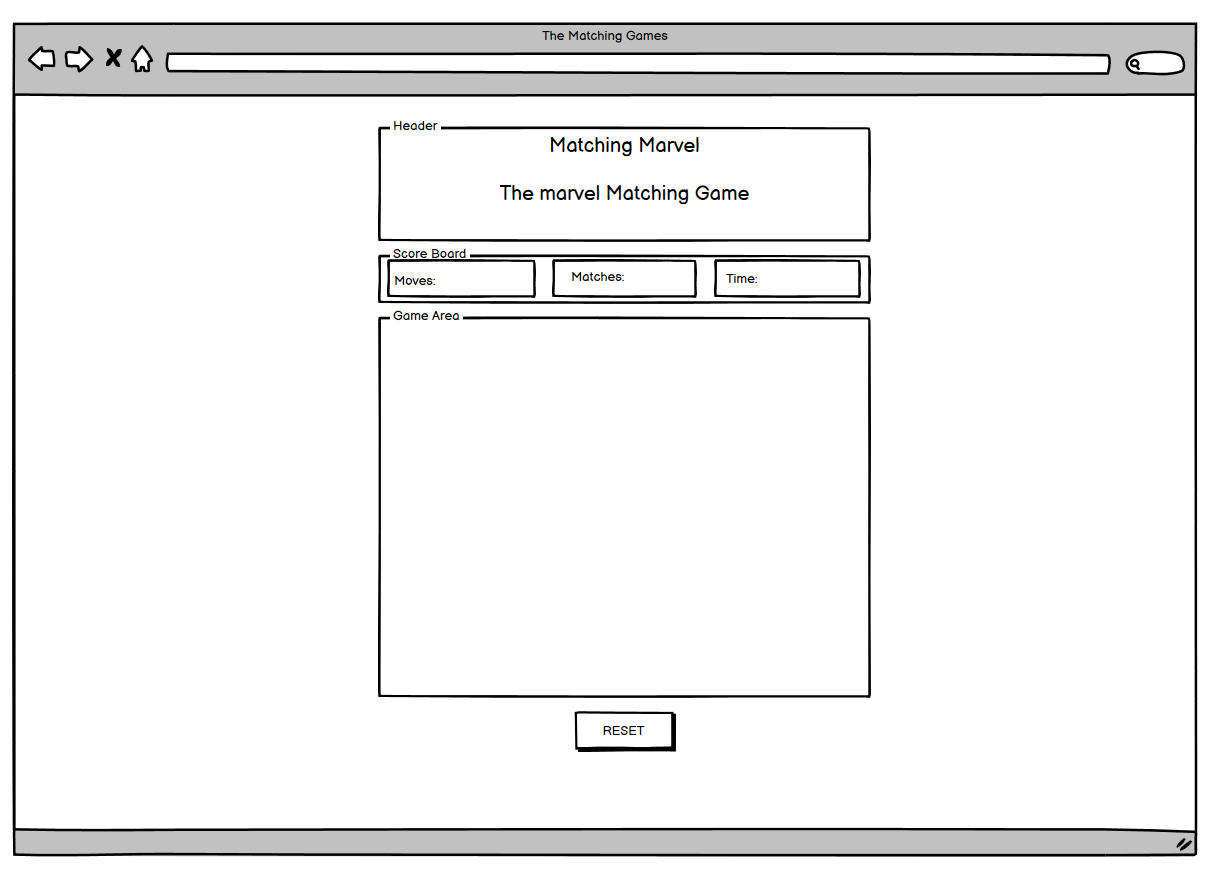 The Matching Games
Header
Matching Marvel
The marvel Matching Game
Score Board
Moves:
Matches:
Time:
Game Area
RESET